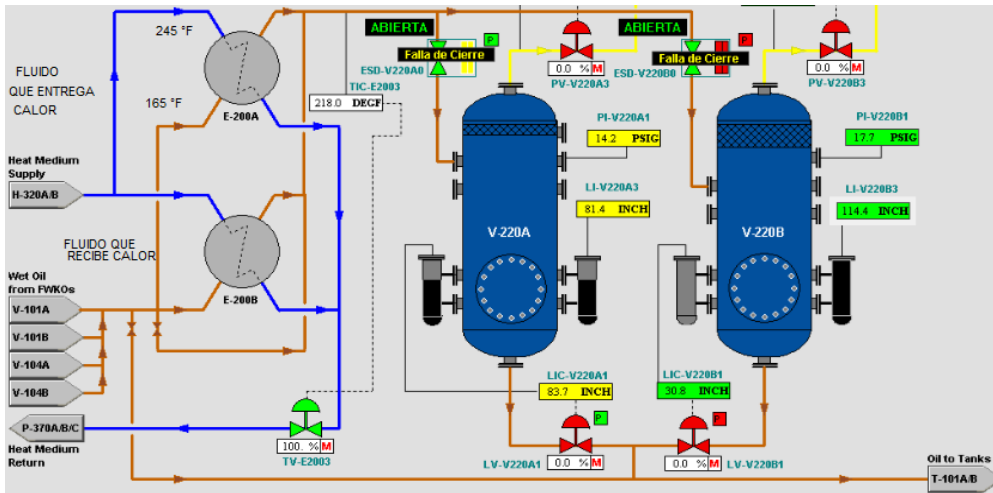 245 °F
ABIERTA
P
Falla de Cierre
ESD-V220A0
0.0 % M
PV-V220A3
ABIERTA
P
Falla de Cierre
ESD-V220B0
0.0 % M
PV-V220B3
FLUIDO
QUE ENTREGA
CALOR
165 °F
E-200A
TIC-E2003
218.0 DEGF
PI-V220A1
14.2 PSIG
PI-V220B1
17.7 PSIG
Heat Medium
Supply
H-320A/B
LI-V220A3
81.4 INCH
LI-V220B3
114.4 INCH
FLUIDO QUE
RECIBE CALOR
V-220A
V-220B
Wet Oil
from FWKOs
E-200B
V-101A
V-101B
V-104A
V-104B
LIC-V220A1
83.7 INCH
LIC-V220B1
30.8 INCH
P
P
P-370A/B/C
Heat Medium
Return
100. % M
TV-E2003
LV-V220A1
0.0 % M
0.0 % M
LV-V220B1
Oil to Tanks
T-101A/B